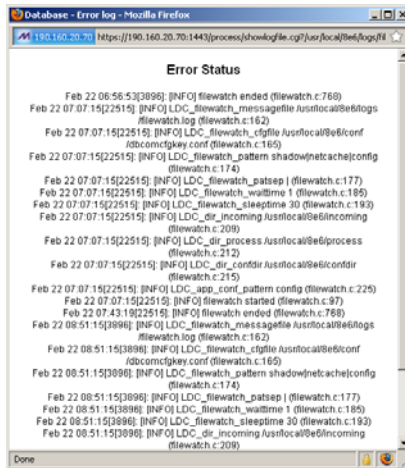 Database - Error log - Mozilla Firefox
190.160.20.70 https://190.160.20.70:1443/process/showlogfile.cgi?/usr/local/8e6/logs/fil
Error Status
Feb 22 06:56:53[3896]: [INFO] filewatch ended (filewatch.c:768)
Feb 22 07:07:15[22515]: [INFO] LDC_filewatch_messagefile /usr/local/8e6/logs
/filewatch.log (filewatch.c:162)
Feb 22 07:07:15[22515]: [INFO] LDC_filewatch_cfgfile /usr/local/8e6/conf
/dbcomcfgkey.conf (filewatch.c:165)
Feb 22 07:07:15[22515]: [INFO] LDC_filewatch_pattern shadow|netcache|config
(filewatch.c:174)
Feb 22 07:07:15[22515]: [INFO] LDC_filewatch_patsep | (filewatch.c:177)
Feb 22 07:07:15[22515]: [INFO] LDC_filewatch_waittime 1 (filewatch.c:185)
Feb 22 07:07:15[22515]: [INFO] LDC_filewatch_sleeptime 30 (filewatch.c:193)
Feb 22 07:07:15[22515]: [INFO] LDC_dir_incoming /usr/local/8e6/incoming
(filewatch.c:209)
Feb 22 07:07:15[22515]: [INFO] LDC_dir_process /usr/local/8e6/process
(filewatch.c:212)
Feb 22 07:07:15[22515]: [INFO] LDC_dir_confdir /usr/local/8e6/confdir
(filewatch.c:215)
Feb 22 07:07:15[22515]: [INFO] LDC_app_conf_pattern config (filewatch.c:225)
Feb 22 07:07:15[22515]: [INFO] filewatch started (filewatch.c:97)
Feb 22 07:43:19[22515]: [INFO] filewatch ended (filewatch.c:768)
Feb 22 08:51:15[3896]: [INFO] LDC_filewatch_messagefile /usr/local/8e6/logs
/filewatch.log (filewatch.c:162)
Feb 22 08:51:15[3896]: [INFO] LDC_filewatch_cfgfile /usr/local/8e6/conf
/dbcomcfgkey.conf (filewatch.c:165)
Feb 22 08:51:15[3896]: [INFO] LDC_filewatch_pattern shadow|netcache|config
(filewatch.c:174)
Feb 22 08:51:15[3896]: [INFO] LDC_filewatch_patsep | (filewatch.c:177)
Feb 22 08:51:15[3896]: [INFO] LDC_filewatch_waittime 1 (filewatch.c:185)
Feb 22 08:51:15[3896]: [INFO] LDC_filewatch_sleeptime 30 (filewatch.c:193)
Feb 22 08:51:15[3896]: [INFO] LDC_dir_incoming /usr/local/8e6/incoming
(filewatch.c:209)
Done